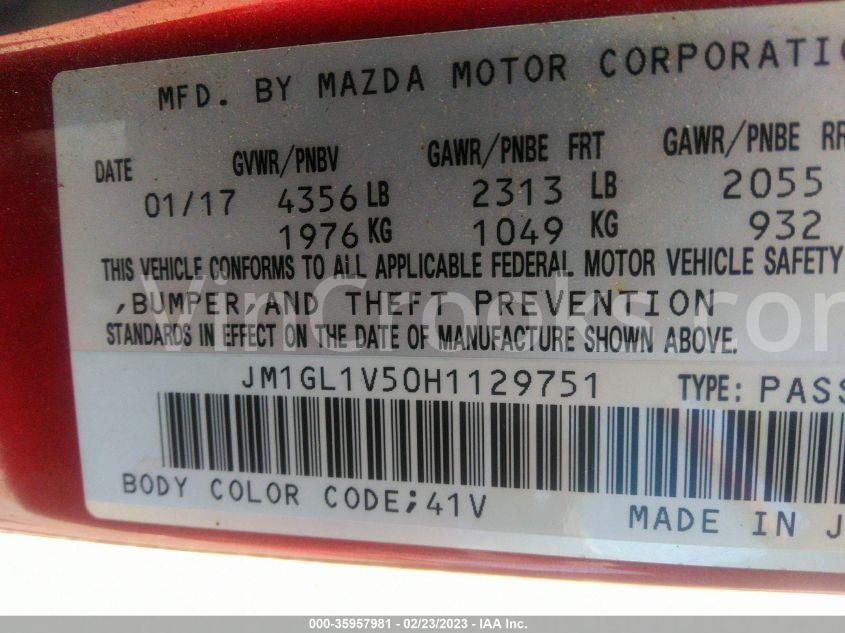 MFD. BY MAZDA MOTOR CORPORATIO
DATE GVWR/PNBV GAWR/PNBE FRT GAWR/PNBE RR
01/17 4356 LB 2313 LB 2055
1976 KG 1049 KG 932
THIS VEHICLE CONFORMS TO ALL APPLICABLE FEDERAL MOTOR VEHICLE SAFETY
,BUMPER,AND THEFT PREVENTION
STANDARDS IN EFFECT ON THE DATE OF MANUFACTURE SHOWN ABOVE.
VinCrooks.com
JM1GL1V50H1129751 TYPE: PASS
BODY COLOR CODE;41V
MADE IN J
000-35957981 - 02/23/2023 - IAA Inc.